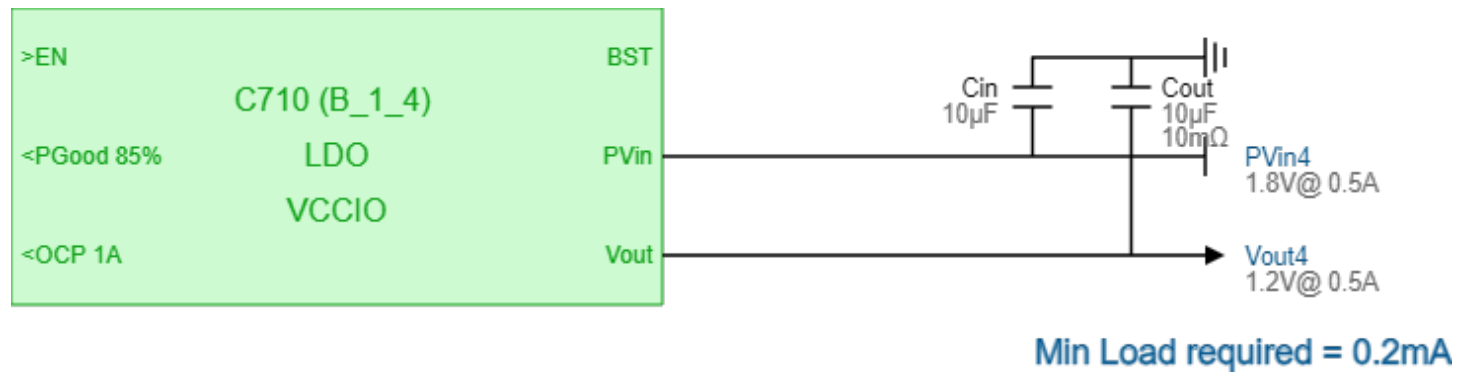 >EN
BST
C710 (B_1_4)
<PGood 85%
LDO
PVin
VCCIO
<OCP 1A
Vout
Cin
10µF
Cout
10µF
10mΩ
PVin4
1.8V@ 0.5A
Vout4
1.2V@ 0.5A
Min Load required = 0.2mA